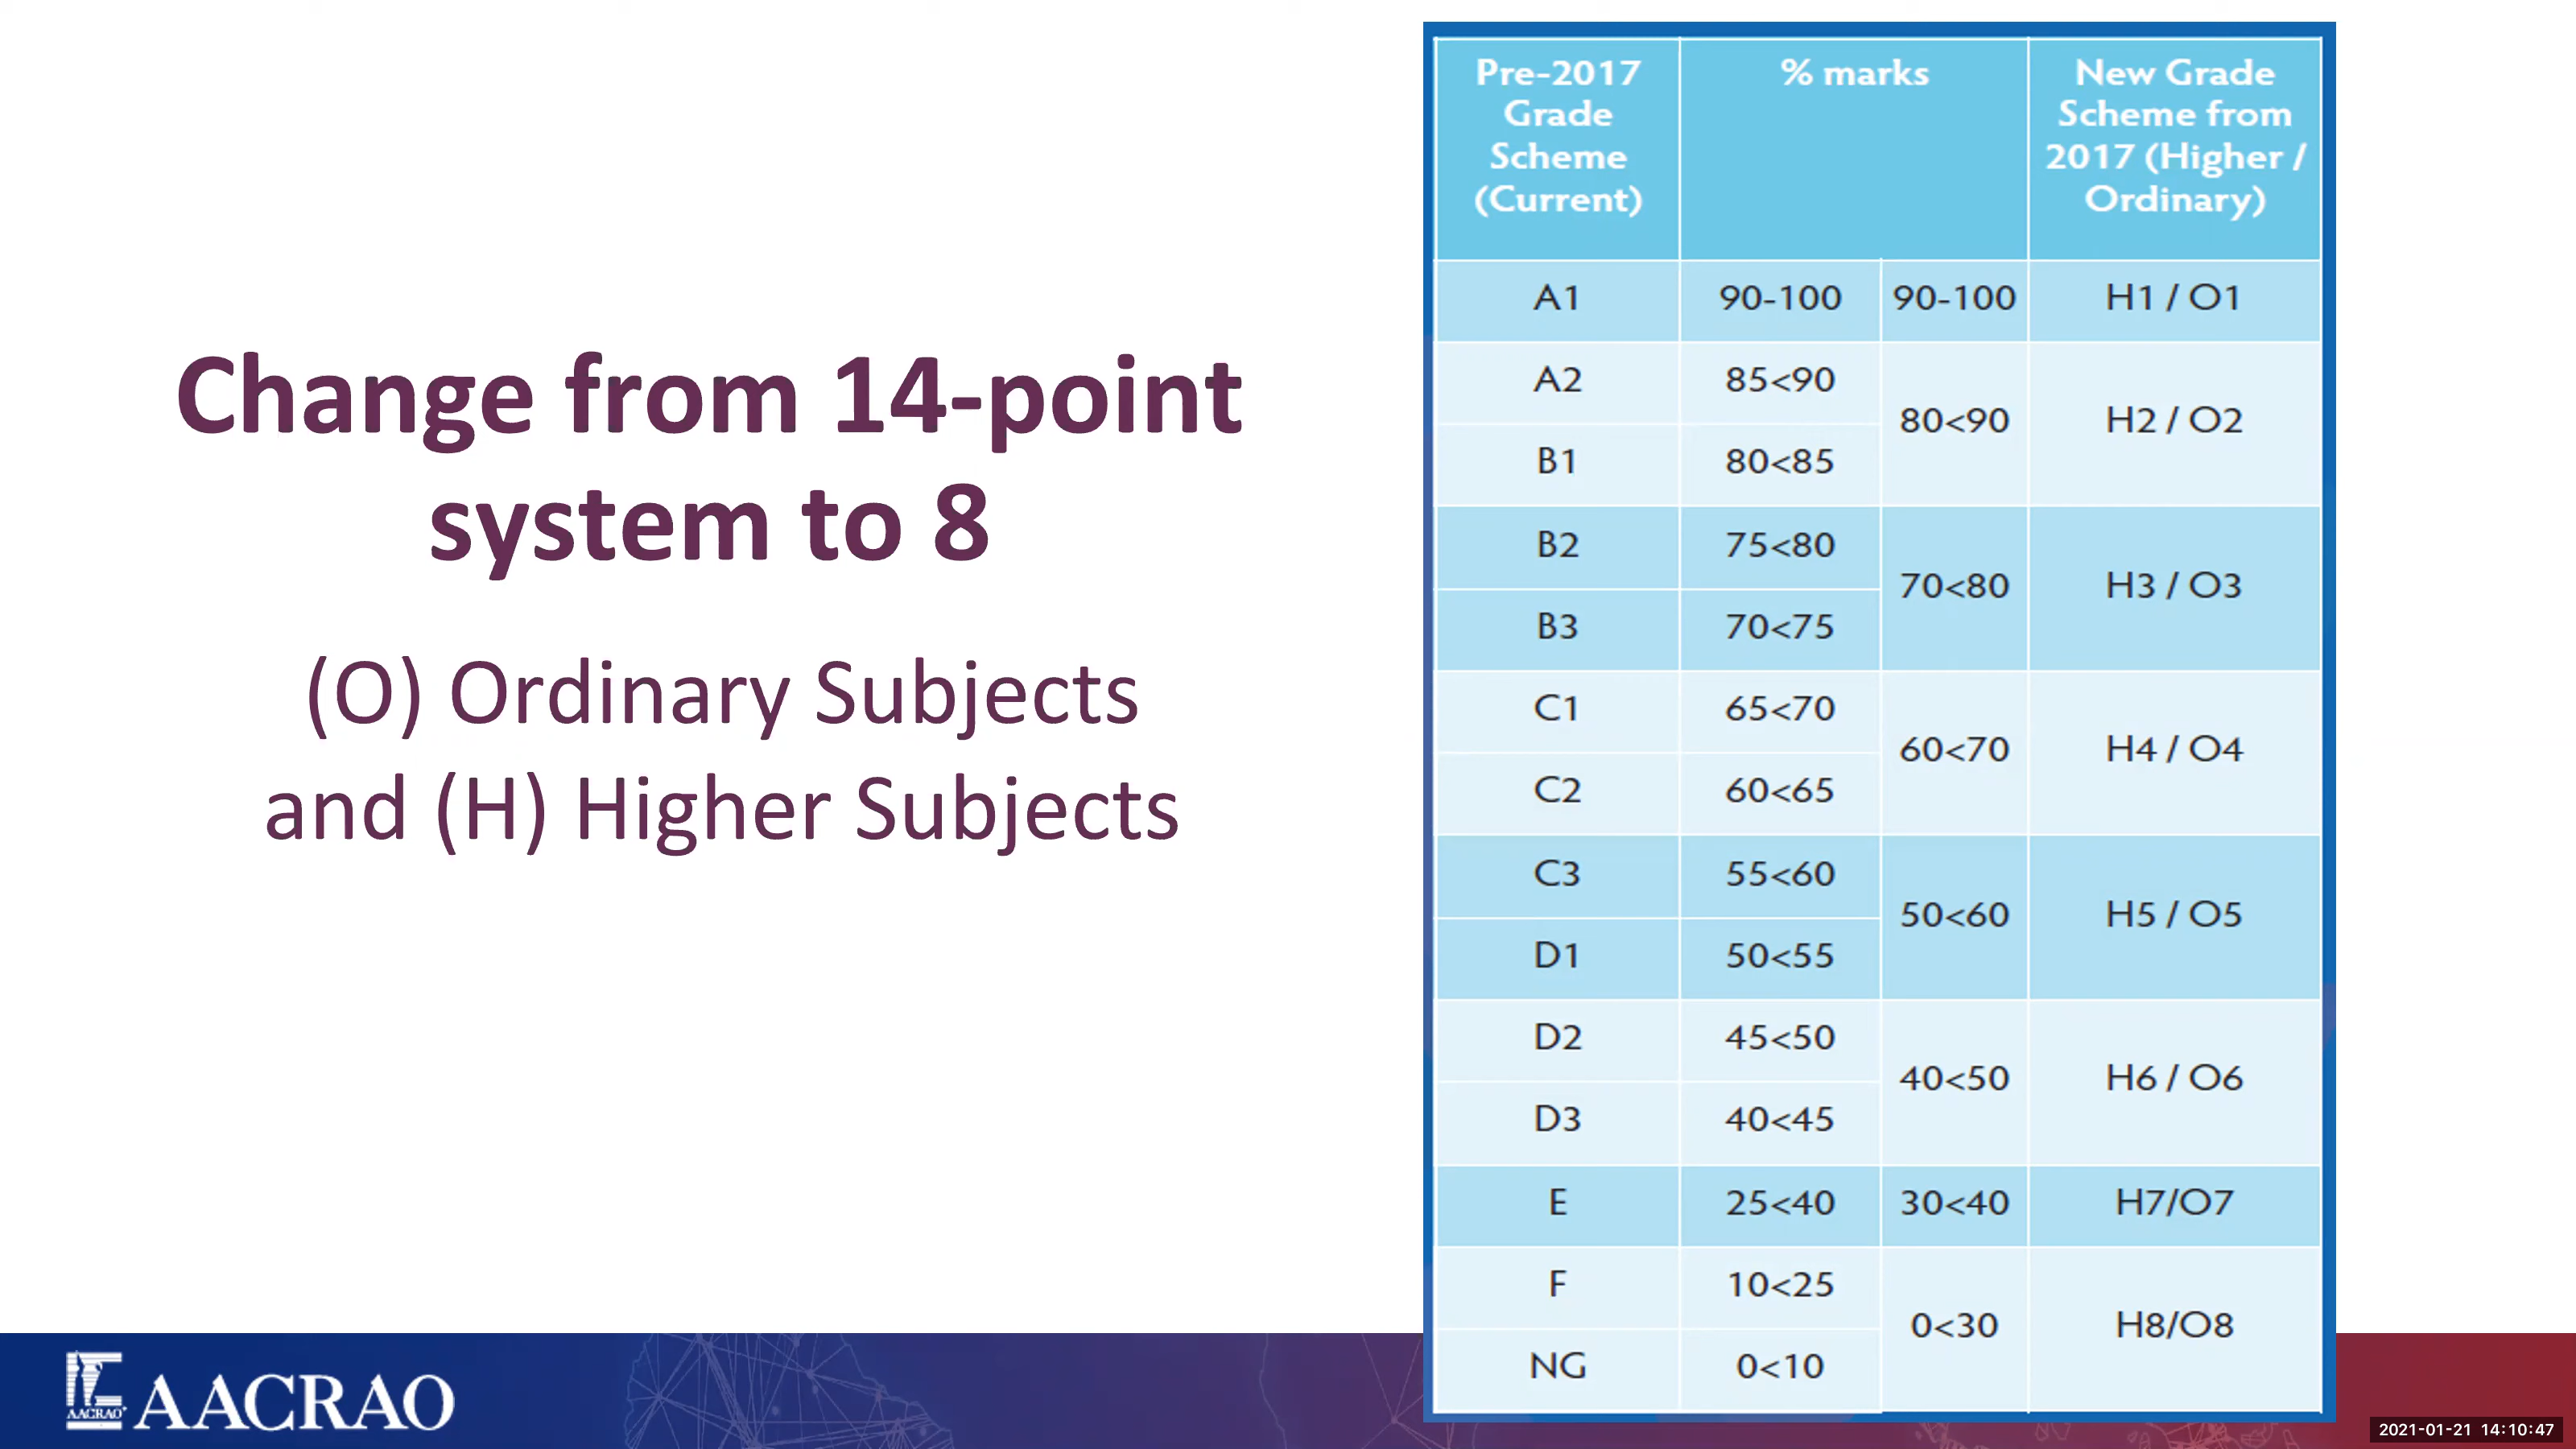 Change from 14-point
system to 8
(O) Ordinary Subjects
and (H) Higher Subjects
Pre-2017 Grade Scheme (Current) % marks New Grade Scheme from 2017 (Higher / Ordinary)
A1 90-100 90-100 H1 / O1
A2 85<90 80<90 H2 / O2
B1 80<85
B2 75<80 70<80 H3 / O3
B3 70<75
C1 65<70 60<70 H4 / O4
C2 60<65
C3 55<60 50<60 H5 / O5
D1 50<55
D2 45<50 40<50 H6 / O6
D3 40<45
E 25<40 30<40 H7/O7
F 10<25 0<30 H8/O8
NG 0<10
AACRAO AACRAO
2021-01-21 14:10:47